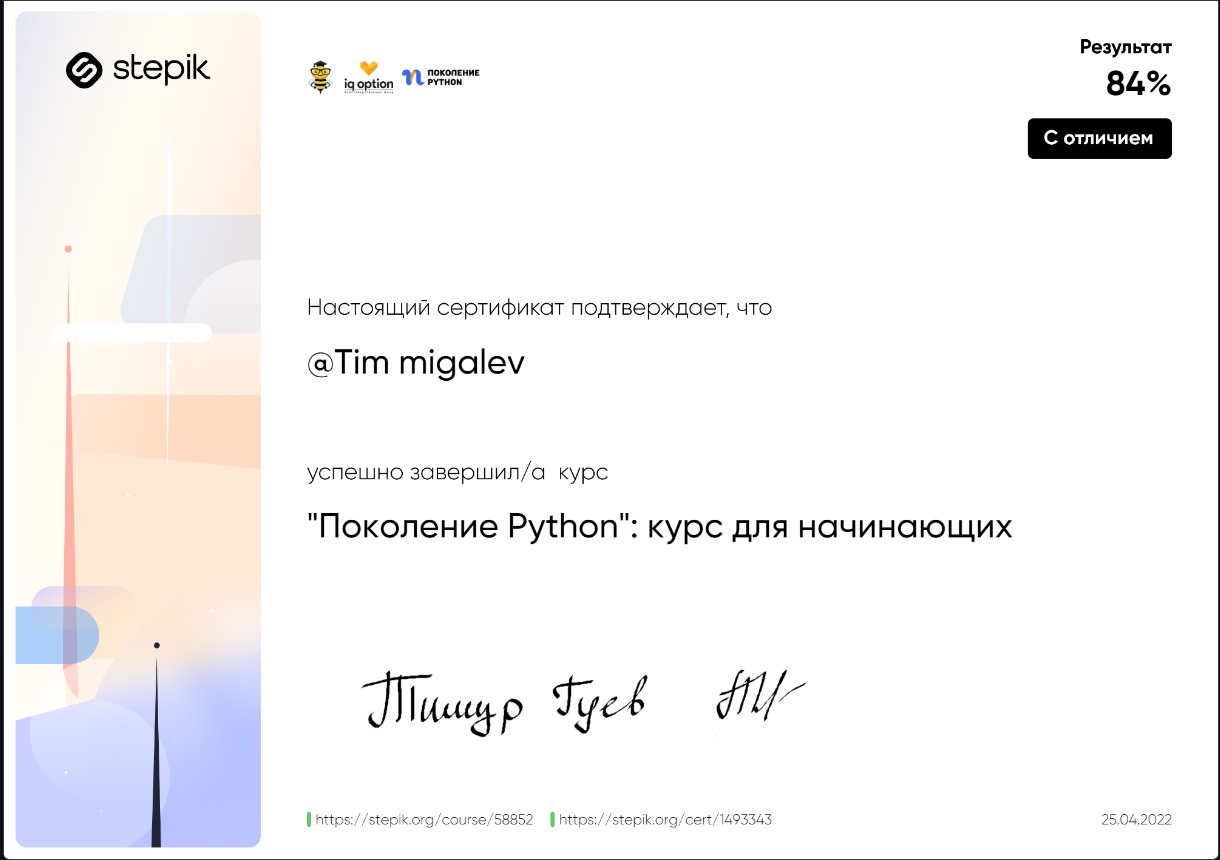 stepik
iq option
ПОКОЛЕНИЕ
PYTHON
Результат
84%
С отличием
Настоящий сертификат подтверждает, что
@Tim migalev
успешно завершил/а курс
"Поколение Python": курс для начинающих
Тимур Гуев
https://stepik.org/course/58852 https://stepik.org/cert/1493343 25.04.2022